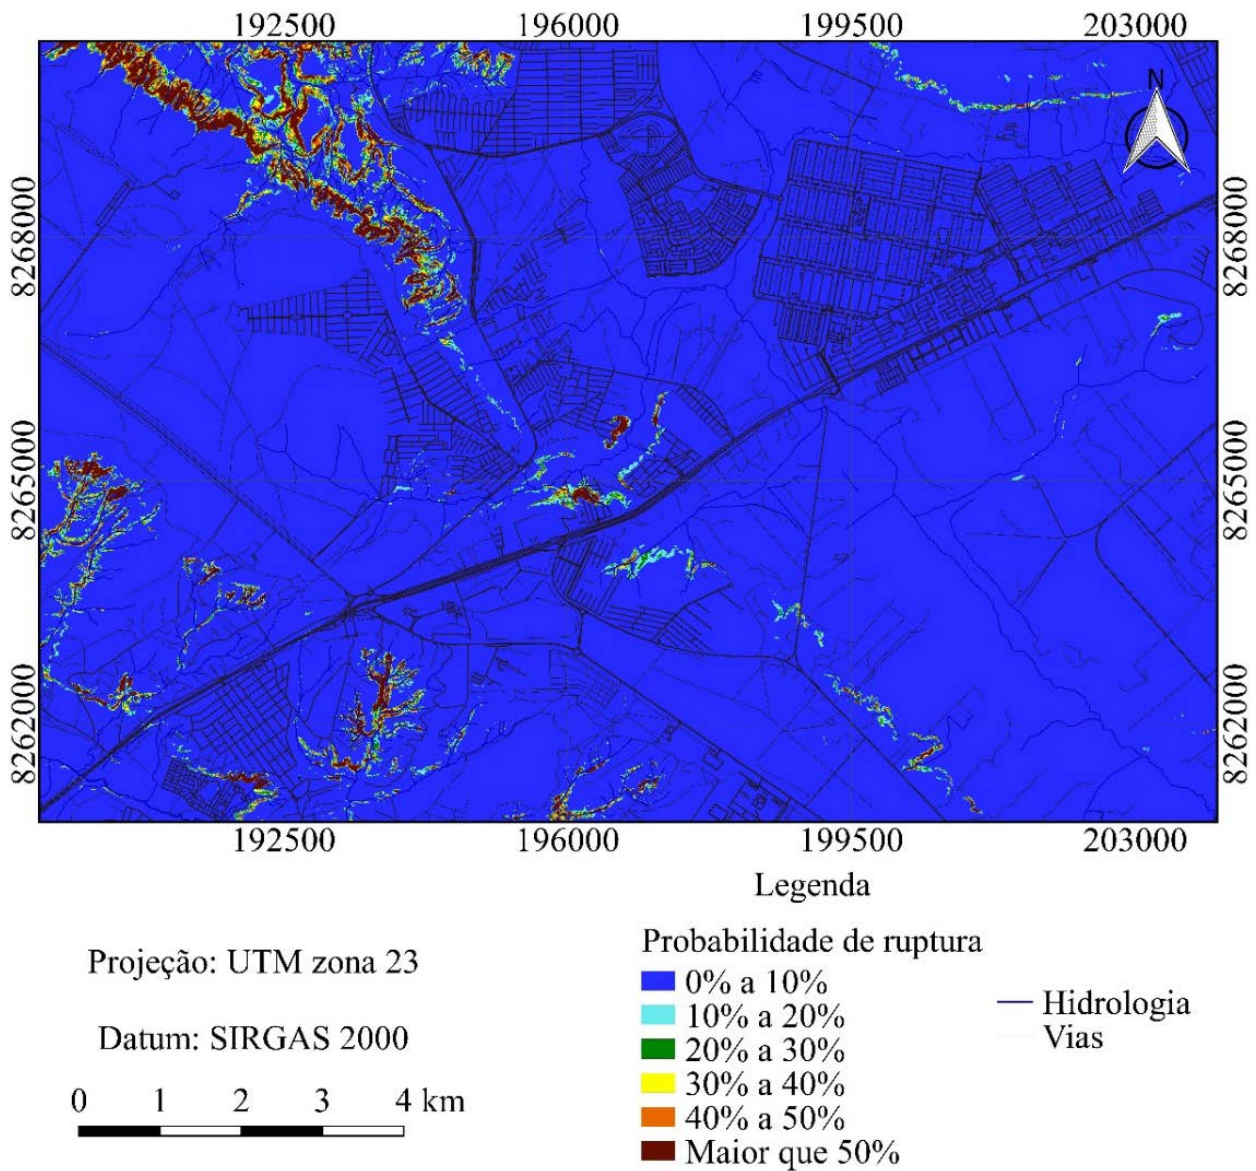 192500 196000 199500 203000
N
8268000 8268000
8265000 8265000
8262000 8262000
192500 196000 199500 203000
Legenda
Projeção: UTM zona 23
Datum: SIRGAS 2000
0 1 2 3 4 km
Probabilidade de ruptura
0% a 10%
10% a 20%
20% a 30%
30% a 40%
40% a 50%
Maior que 50%
Hidrologia
Vias